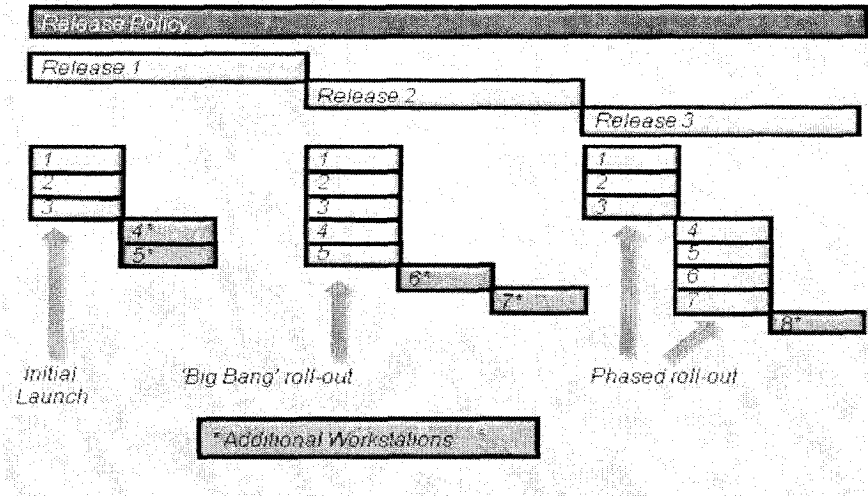 Release Policy
Release 1
Release 2
Release 3
1
2
3
4*
5*
1
2
3
4
5
6*
7*
1
2
3
4
5
6
7
8*
Initial
Launch
'Big Bang' roll-out
Phased roll-out
*Additional Workstations